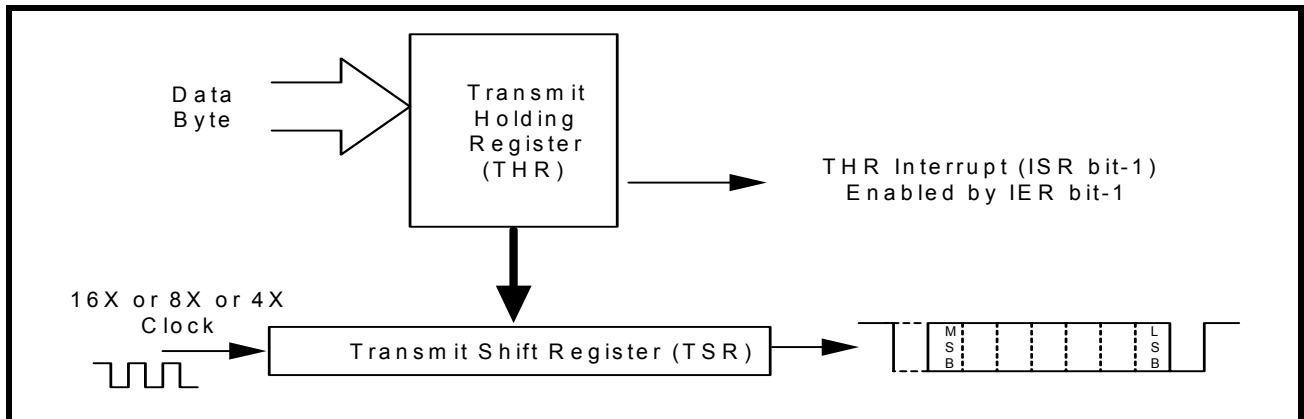 Data
Byte
Transmit
Holding
Register
(THR)
THR Interrupt (ISR bit-1)
Enabled by IER bit-1
16X or 8X or 4X
Clock
Transmit Shift Register (TSR)
M
S
B
L
S
B